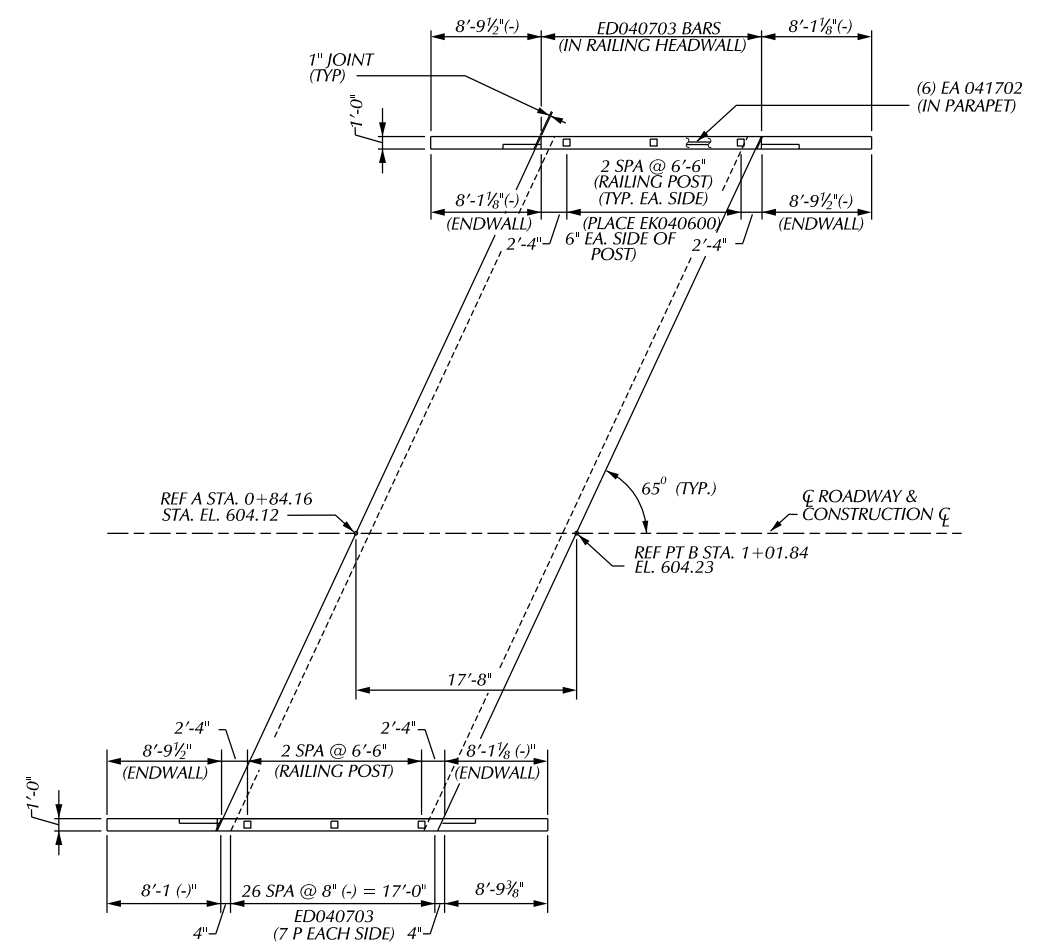 8'-9½"(-)
ED040703 BARS
(IN RAILING HEADWALL)
8'-1⅛"(-)
1" JOINT
(TYP)
(6) EA 041702
(IN PARAPET)
1'-0"
2 SPA @ 6'-6"
(RAILING POST)
(TYP. EA. SIDE)
8'-1⅛"(-)
(ENDWALL)
8'-9½"(-)
(ENDWALL)
(PLACE EK040600)
6" EA. SIDE OF
POST)
2'-4"
2'-4"
65⁰ (TYP.)
REF A STA. 0+84.16
STA. EL. 604.12
℄ ROADWAY &
CONSTRUCTION ℄
REF PT B STA. 1+01.84
EL. 604.23
17'-8"
2'-4"
2'-4"
8'-9½"
(ENDWALL)
2 SPA @ 6'-6"
(RAILING POST)
8'-1⅛ (-)"
(ENDWALL)
1'-0"
8'-1 (-)"
26 SPA @ 8" (-) = 17'-0"
8'-9⅜"
ED040703
(7 P EACH SIDE)
4"
4"